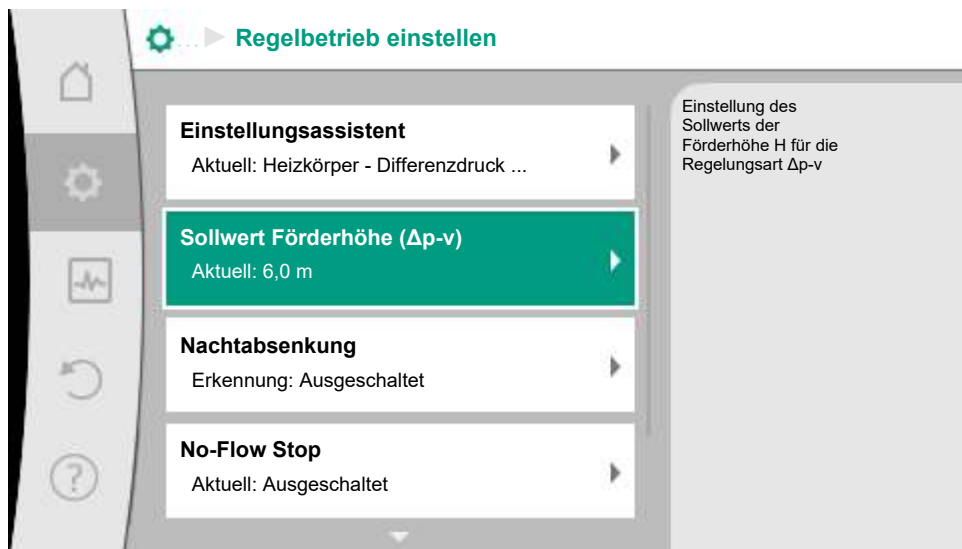 ... Regelbetrieb einstellen
Einstellungsassistent
Aktuell: Heizkörper - Differenzdruck ...
Sollwert Förderhöhe (Δp-v)
Aktuell: 6,0 m
Nachtabsenkung
Erkennung: Ausgeschaltet
No-Flow Stop
Aktuell: Ausgeschaltet
Einstellung des
Sollwerts der
Förderhöhe H für die
Regelungsart Δp-v
?